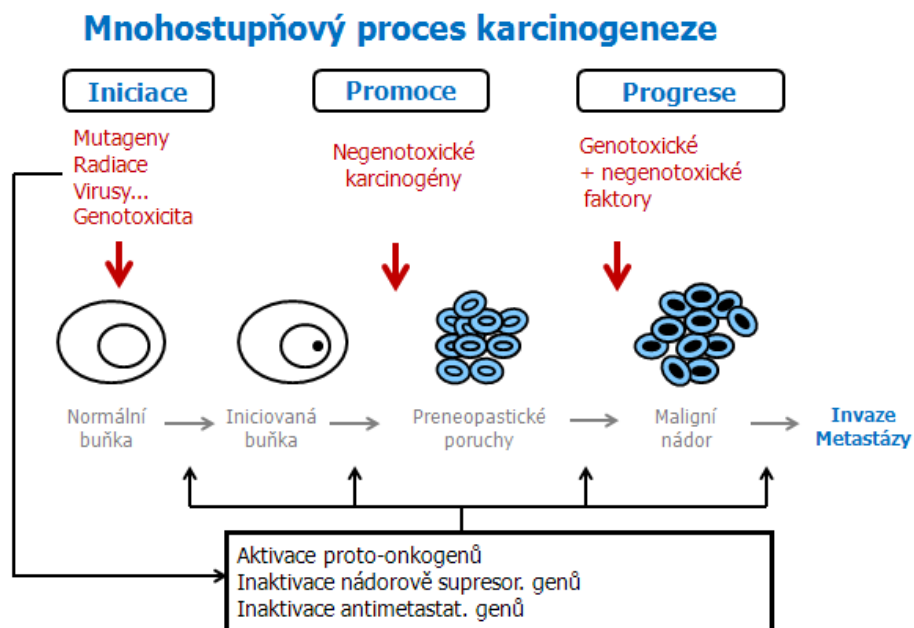 Mnohostupňový proces karcinogeneze
Iniciace
Promoce
Progrese
Mutageny
Radiace
Virusy...
Genotoxicita
Negenotoxické
karcinogény
Genotoxické
+ negenotoxické
faktory
Normální
buňka
Iniciovaná
buňka
Preneopastické
poruchy
Maligní
nádor
Invaze
Metastázy
Aktivace proto-onkogenů
Inaktivace nádorově supresor. genů
Inaktivace antimetastat. genů